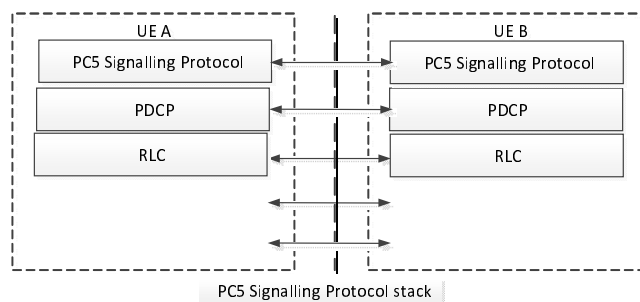 UE A
UE B
PC5 Signalling Protocol
PC5 Signalling Protocol
PDCP
PDCP
RLC
RLC
PC5 Signalling Protocol stack